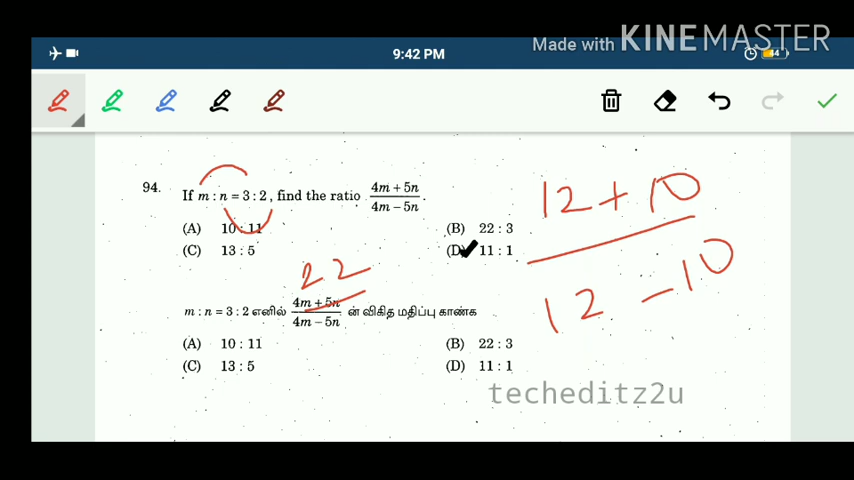 Made with KINEMASTER
9:42 PM
94. If m : n = 3 : 2, find the ratio 4m + 5n / 4m – 5n .
(A) 10 : 11 (B) 22 : 3
(C) 13 : 5 (D) 11 : 1
12 + 10
12 – 10
22
m : n = 3 : 2 எனில் 4m + 5n / 4m – 5n ன் விகித மதிப்பு காண்க
(A) 10 : 11 (B) 22 : 3
(C) 13 : 5 (D) 11 : 1
techeditz2u